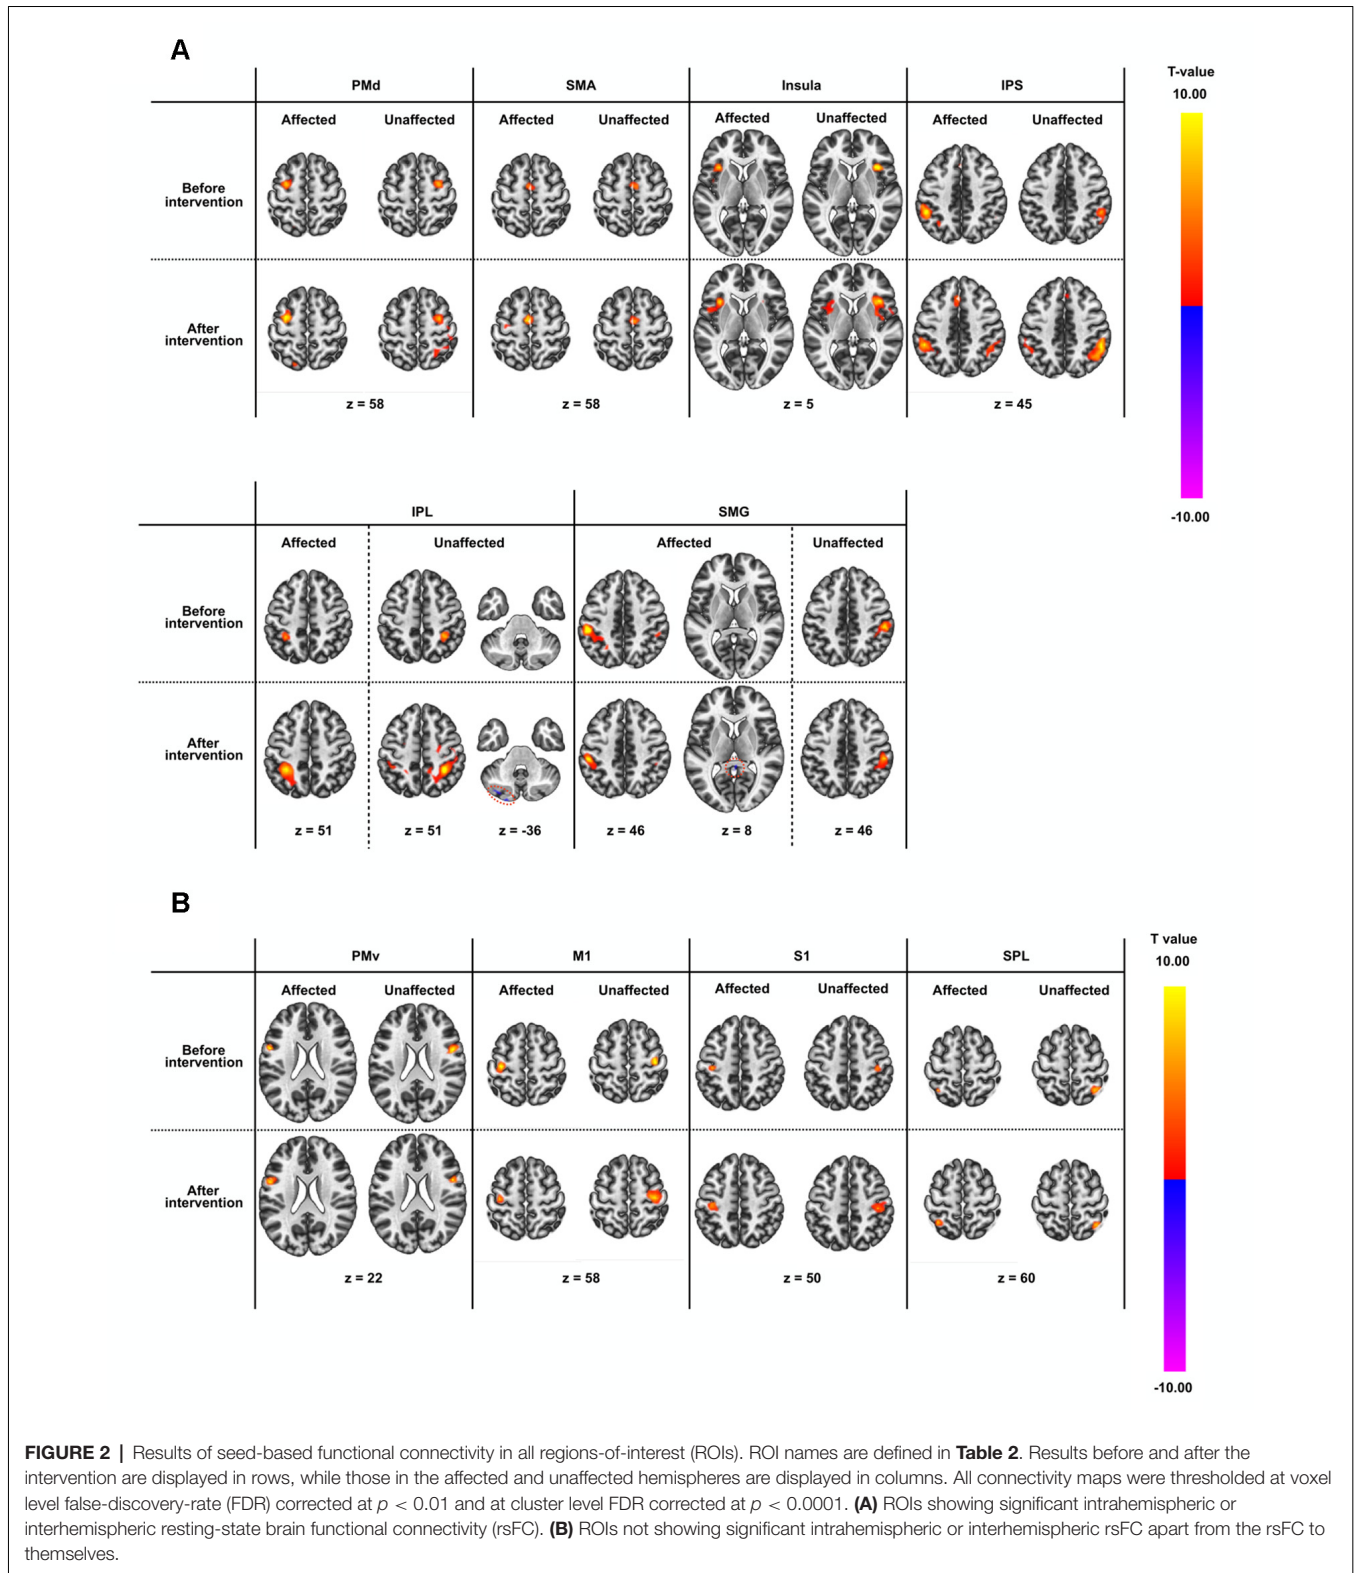 A
T-value
10.00
PMd SMA Insula IPS
Affected Unaffected Affected Unaffected Affected Unaffected Affected Unaffected
Before
intervention
After
intervention
z = 58 z = 58 z = 5 z = 45
-10.00
IPL SMG
Affected Unaffected Affected Unaffected
Before
intervention
After
intervention
z = 51 z = 51 z = -36 z = 46 z = 8 z = 46
B
T value
10.00
PMv M1 S1 SPL
Affected Unaffected Affected Unaffected Affected Unaffected Affected Unaffected
Before
intervention
After
intervention
z = 22 z = 58 z = 50 z = 60
-10.00
FIGURE 2 | Results of seed-based functional connectivity in all regions-of-interest (ROIs). ROI names are defined in Table 2. Results before and after the
intervention are displayed in rows, while those in the affected and unaffected hemispheres are displayed in columns. All connectivity maps were thresholded at voxel
level false-discovery-rate (FDR) corrected at p < 0.01 and at cluster level FDR corrected at p < 0.0001. (A) ROIs showing significant intrahemispheric or
interhemispheric resting-state brain functional connectivity (rsFC). (B) ROIs not showing significant intrahemispheric or interhemispheric rsFC apart from the rsFC to
themselves.